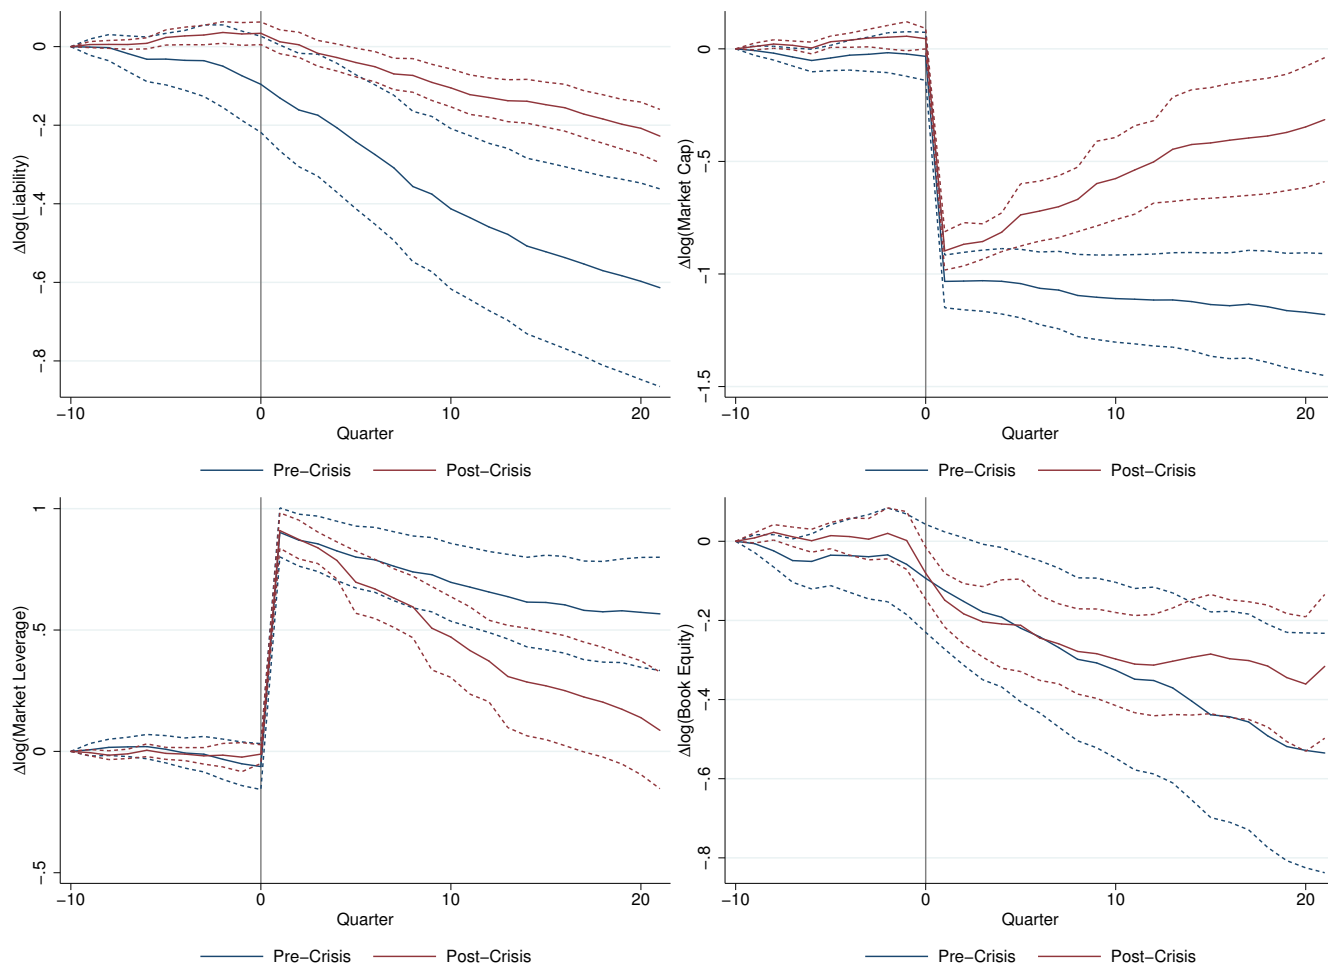 Δlog(Liability)
0
−.2
−.4
−.6
−.8
−10
0
10
20
Quarter
Pre−Crisis
Post−Crisis
Δlog(Market Cap)
0
−.5
−1
−1.5
−10
0
10
20
Quarter
Pre−Crisis
Post−Crisis
Δlog(Market Leverage)
1
.5
0
−.5
−10
0
10
20
Quarter
Pre−Crisis
Post−Crisis
Δlog(Book Equity)
0
−.2
−.4
−.6
−.8
−10
0
10
20
Quarter
Pre−Crisis
Post−Crisis